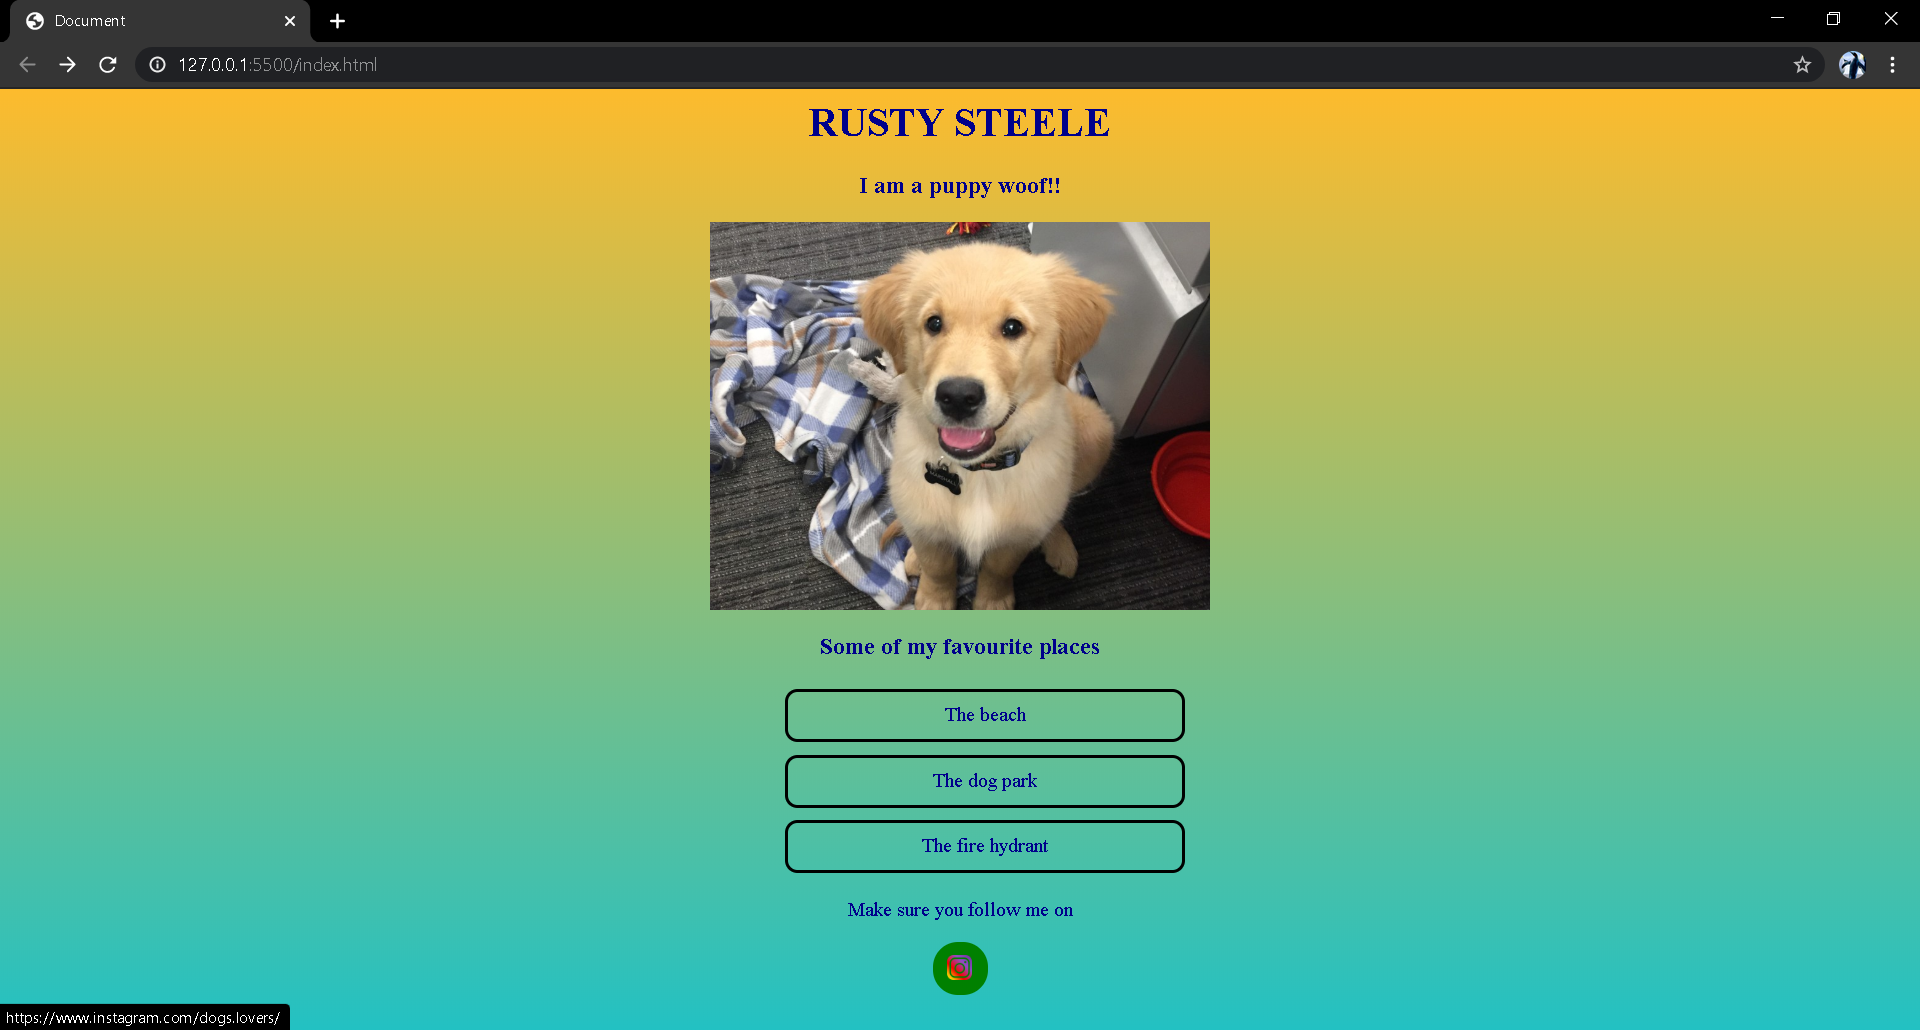 Document
127.0.0.1:5500/index.html
RUSTY STEELE
I am a puppy woof!!
Some of my favourite places
The beach
The dog park
The fire hydrant
Make sure you follow me on
https://www.instagram.com/dogs.lovers/